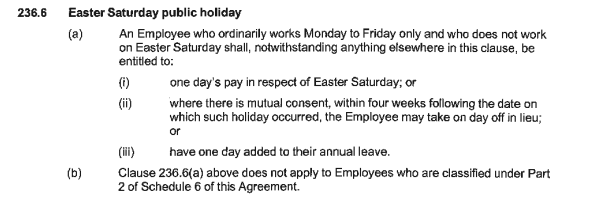 236.6 Easter Saturday public holiday
(a) An Employee who ordinarily works Monday to Friday only and who does not work
on Easter Saturday shall, notwithstanding anything elsewhere in this clause, be
entitled to:
(i) one day's pay in respect of Easter Saturday; or
(ii) where there is mutual consent, within four weeks following the date on
which such holiday occurred, the Employee may take on day off in lieu;
or
(iii) have one day added to their annual leave.
(b) Clause 236.6(a) above does not apply to Employees who are classified under Part
2 of Schedule 6 of this Agreement.